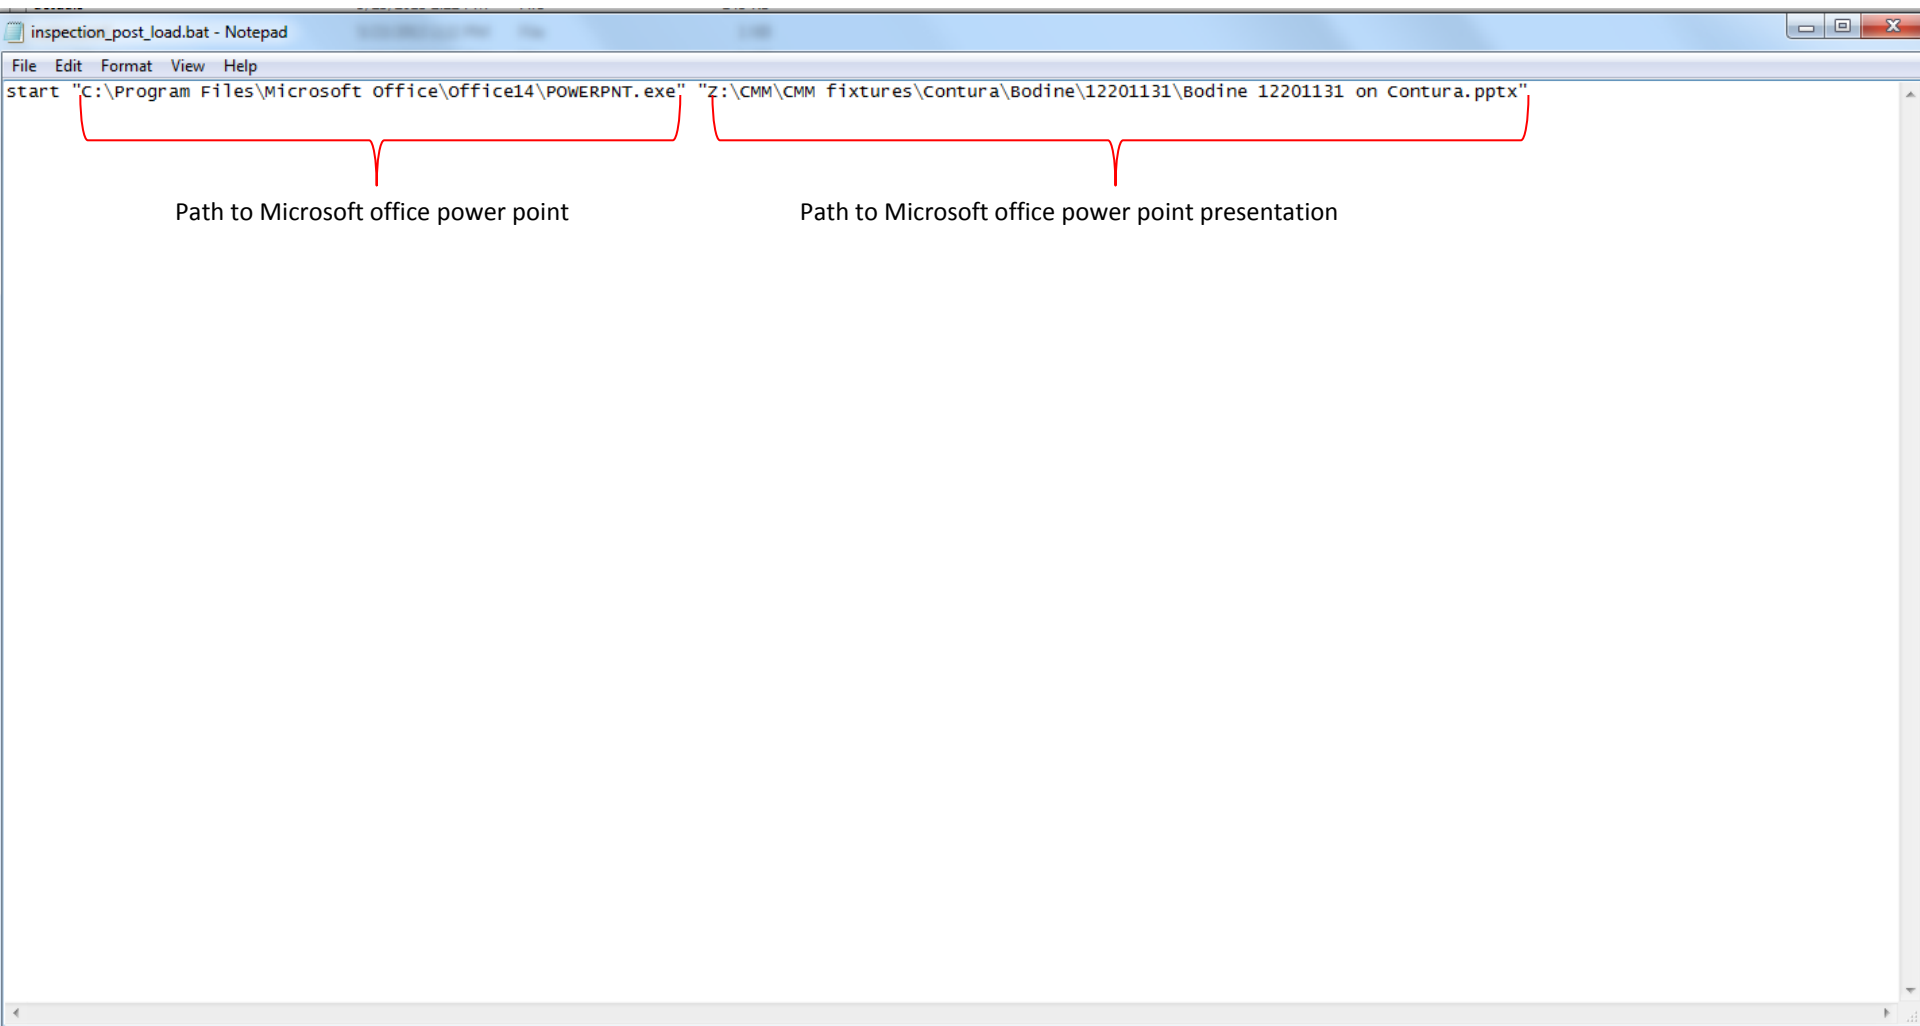 inspection_post_load.bat - Notepad
File Edit Format View Help
start "C:\Program Files\Microsoft Office\Office14\POWERPNT.exe" "Z:\CMM\CMM fixtures\Contura\Bodine\12201131\Bodine 12201131 on Contura.pptx"
Path to Microsoft office power point
Path to Microsoft office power point presentation